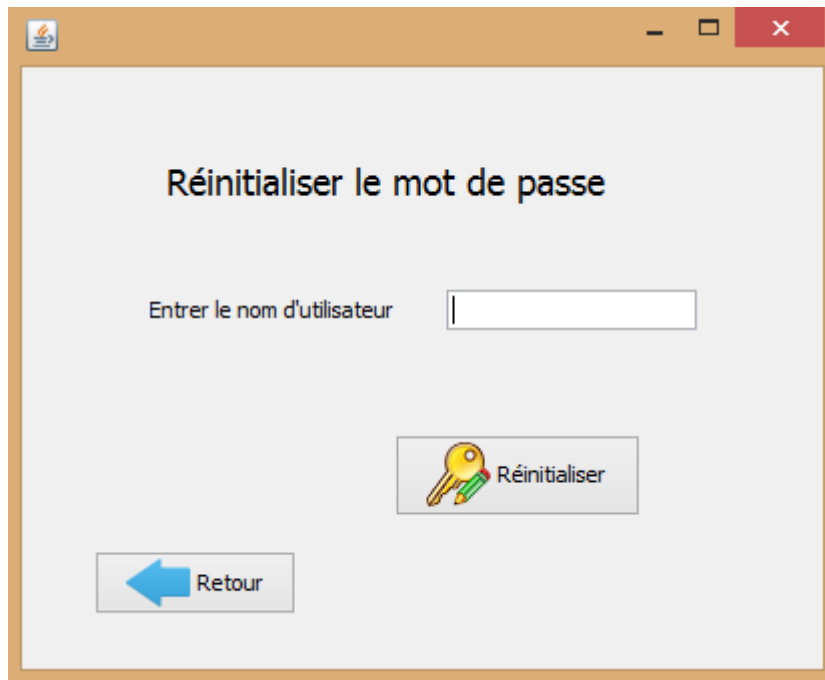 Réinitialiser le mot de passe
Entrer le nom d'utilisateur
Réinitialiser
Retour